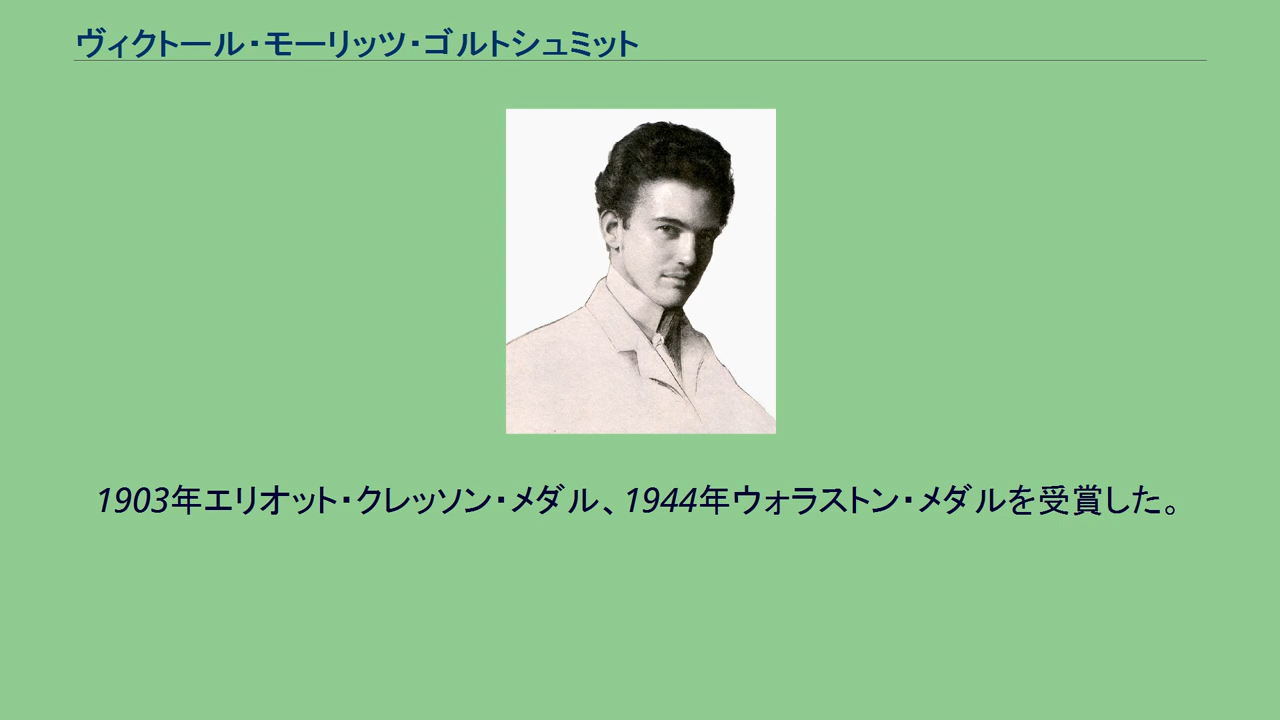 ヴィクトール・モーリッツ・ゴルトシュミット
1903年エリオット・クレッソン・メダル、1944年ウォラストン・メダルを受賞した。